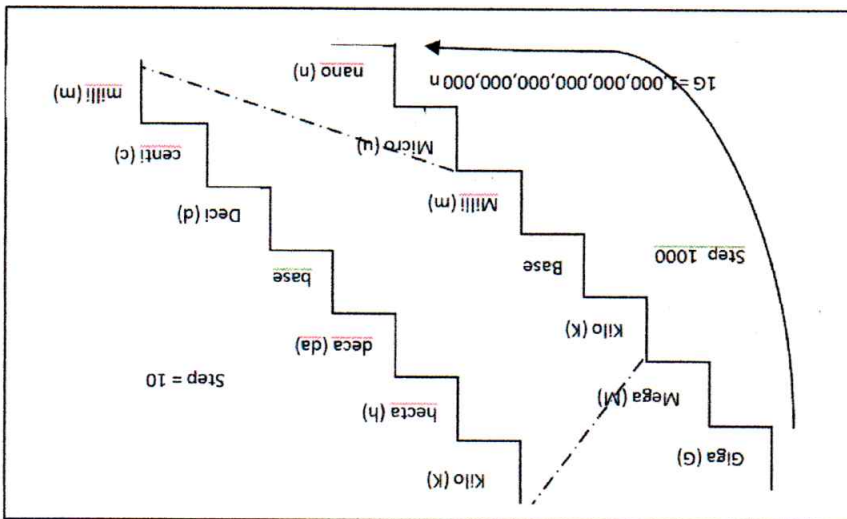 Kilo (K)
Giga (G)
hecta (h)
Mega (M)
Step = 10
deca (da)
Kilo (K)
base
Base
Step 1000
Deci (d)
Milli (m)
centi (c)
Micro (u)
milli (m)
1G=1,000,000,000,000,000,000 n
nano (n)